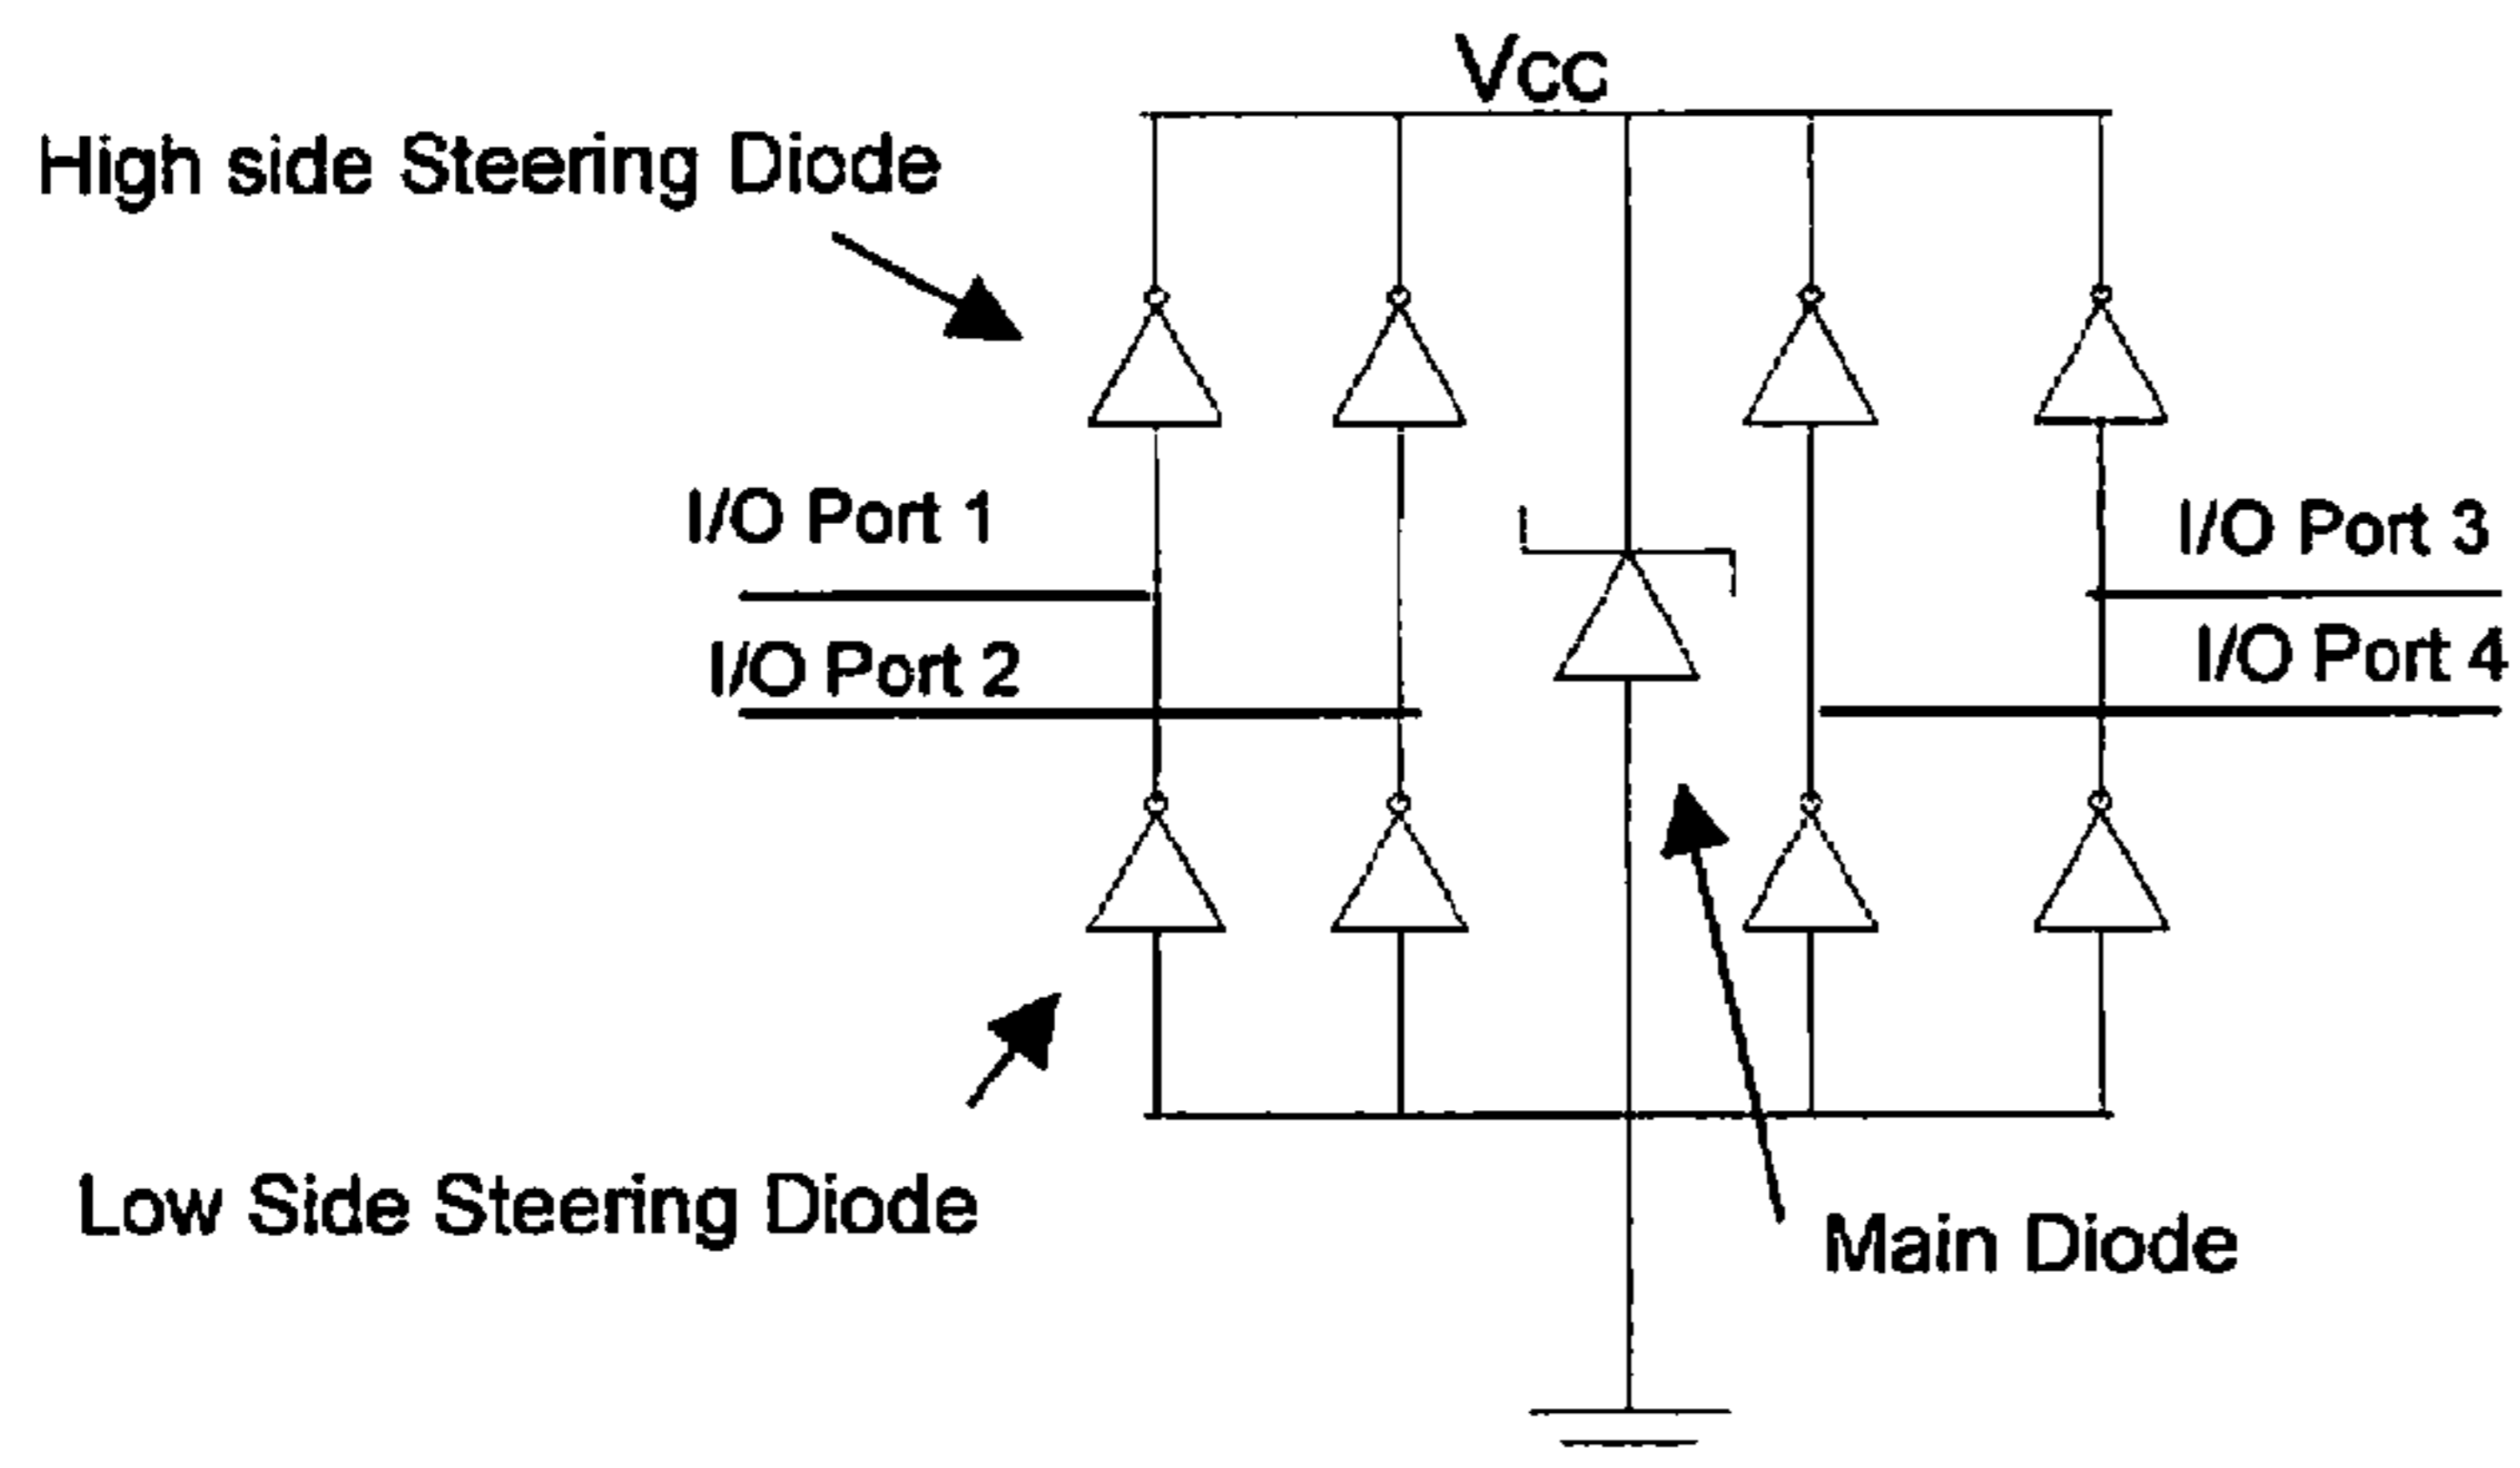 Vcc
High side Steering Diode
I/O Port 1
I/O Port 3
I/O Port 2
I/O Port 4
Low Side Steering Diode
Main Diode